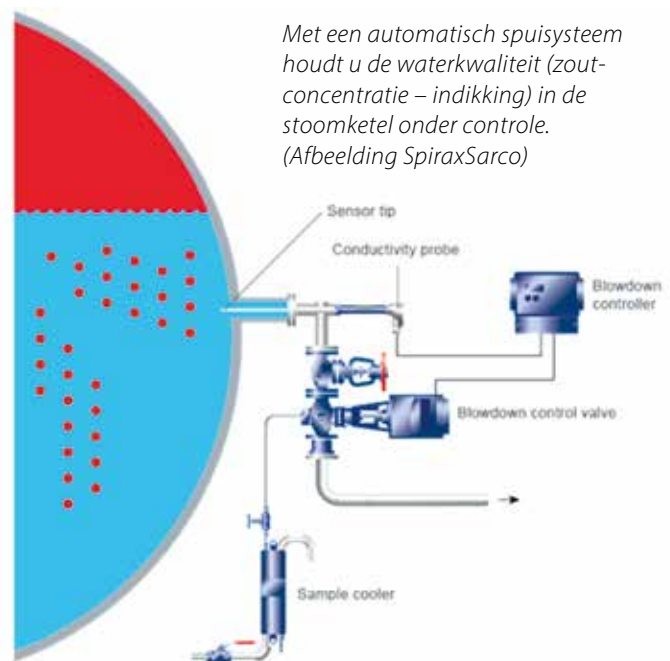 Met een automatisch spuisysteem
houdt u de waterkwaliteit (zout-
concentratie – indikking) in de
stoomketel onder controle.
(Afbeelding SpiraxSarco)
Sensor tip
Conductivity probe
Blowdown
controller
Blowdown control valve
Sample cooler